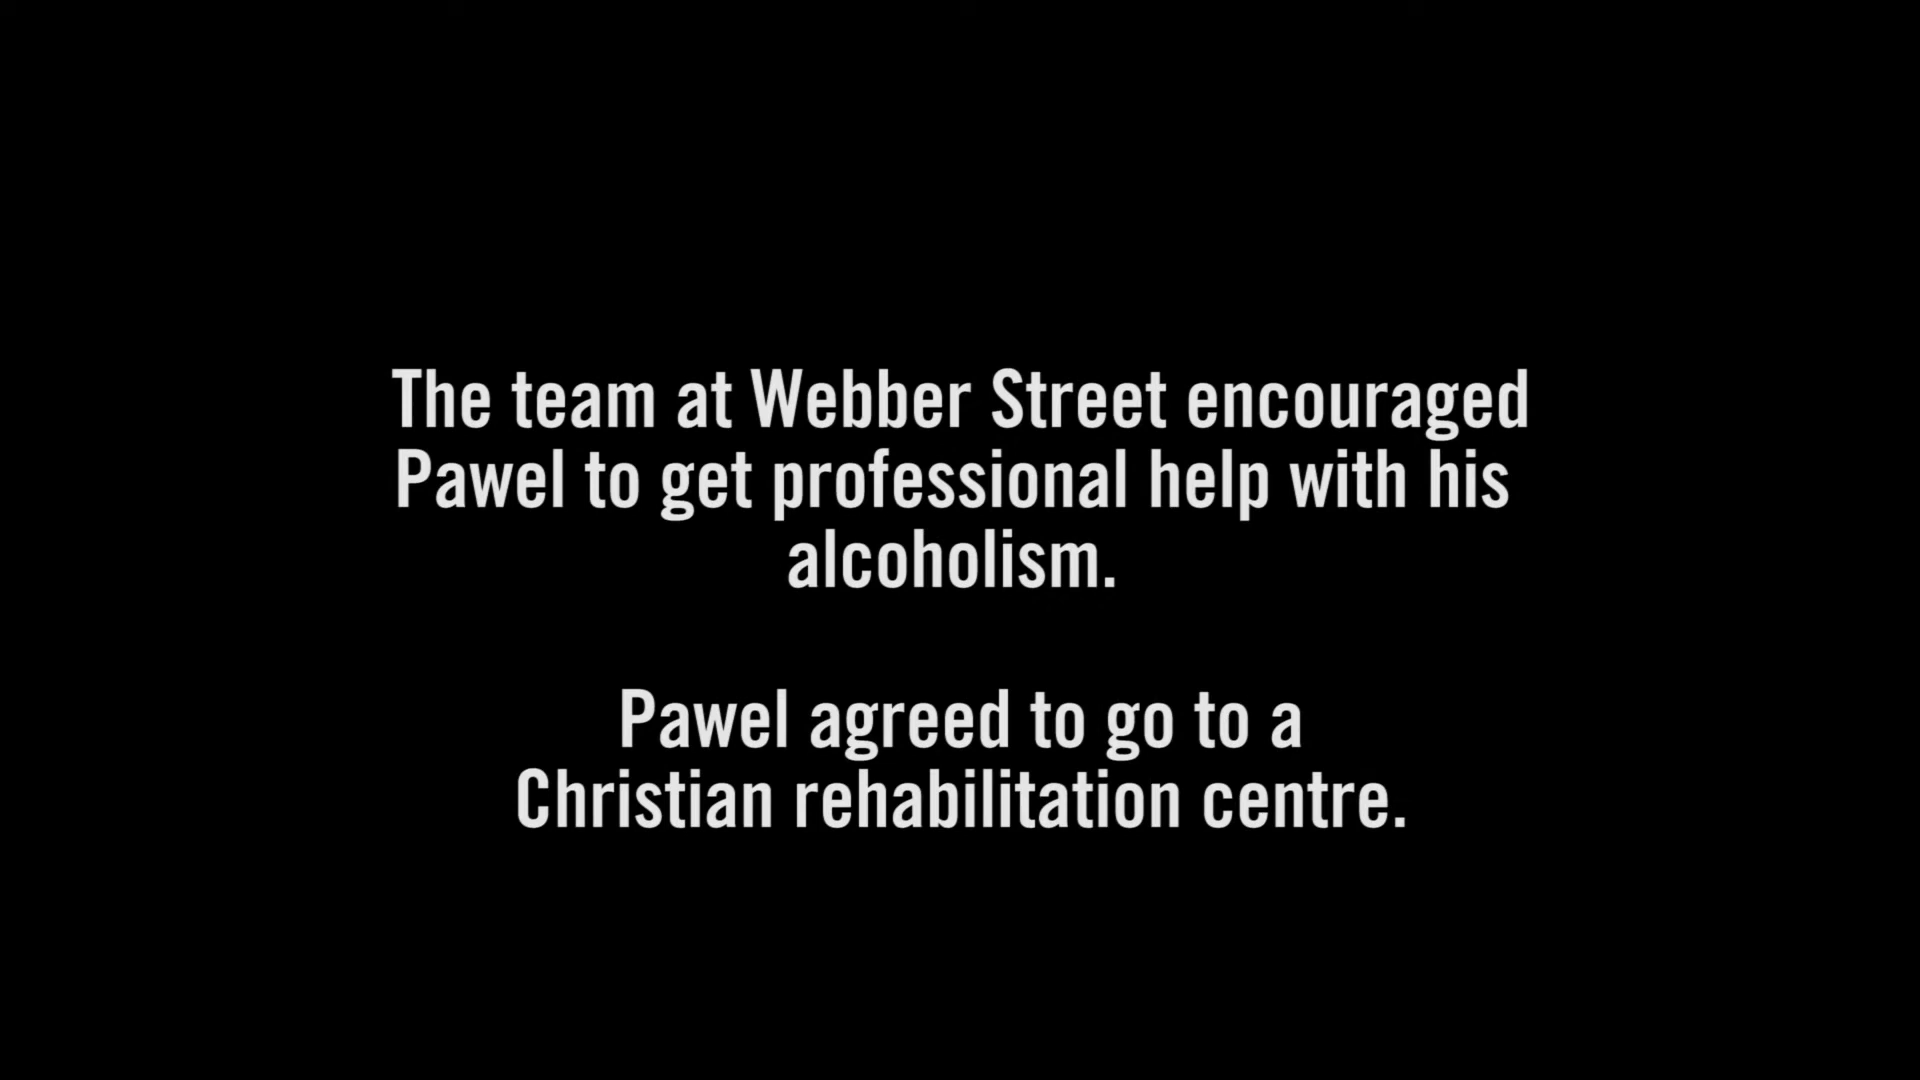 The team at Webber Street encouraged
Pawel to get professional help with his
alcoholism.
Pawel agreed to go to a
Christian rehabilitation centre.